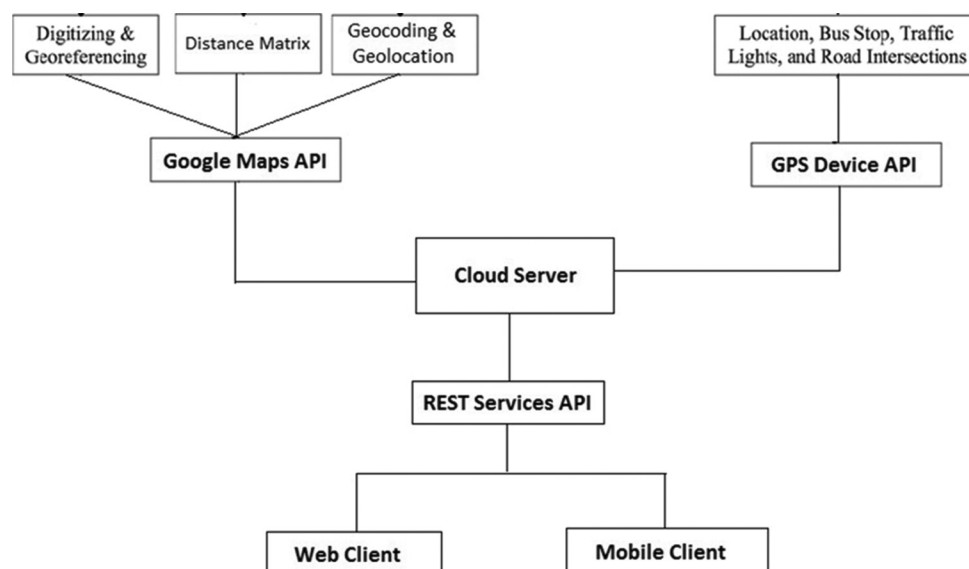 Digitizing &
Georeferencing
Distance Matrix
Geocoding &
Geolocation
Location, Bus Stop, Traffic
Lights, and Road Intersections
Google Maps API
GPS Device API
Cloud Server
REST Services API
Web Client
Mobile Client